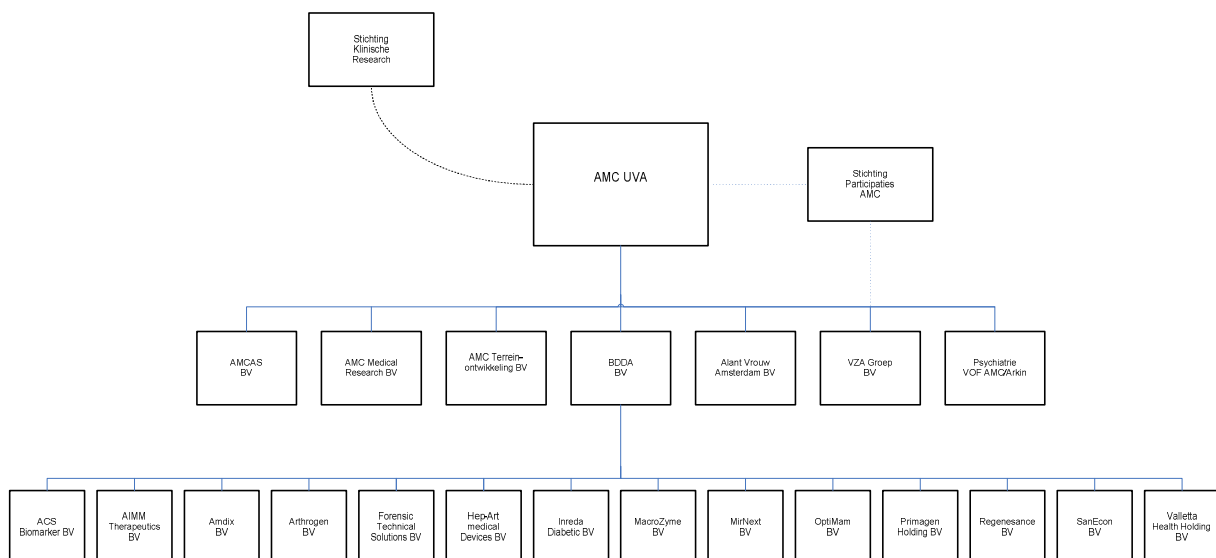 Stichting
Klinische
Research
AMC UVA
Stichting
Participaties
AMC
AMCAS
BV
AMC Medical
Research BV
AMC Terrein-
ontwikkeling BV
BDDA
BV
Alant Vrouw
Amsterdam BV
VZA Groep
BV
Psychiatrie
VOF AMC/Arkin
ACS
Biomarker BV
AIMM
Therapeutics
BV
Amdix
BV
Arthrogen
BV
Forensic
Technical
Solutions BV
Hep-Art
medical
Devices BV
Inreda
Diabetic BV
MacroZyme
BV
MirNext
BV
OptiMam
BV
Primagen
Holding BV
Regenesance
BV
SanEcon
BV
Valletta
Health Holding
BV